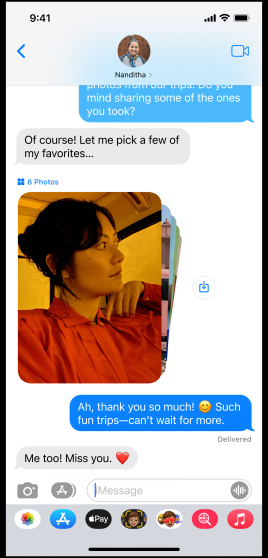 9:41
Nanditha >
photos from our trips. Do you
mind sharing some of the ones
you took?
Of course! Let me pick a few of
my favorites...
6 Photos
Ah, thank you so much! 😊 Such
fun trips—can't wait for more.
Delivered
Me too! Miss you. ❤️
Message
Pay